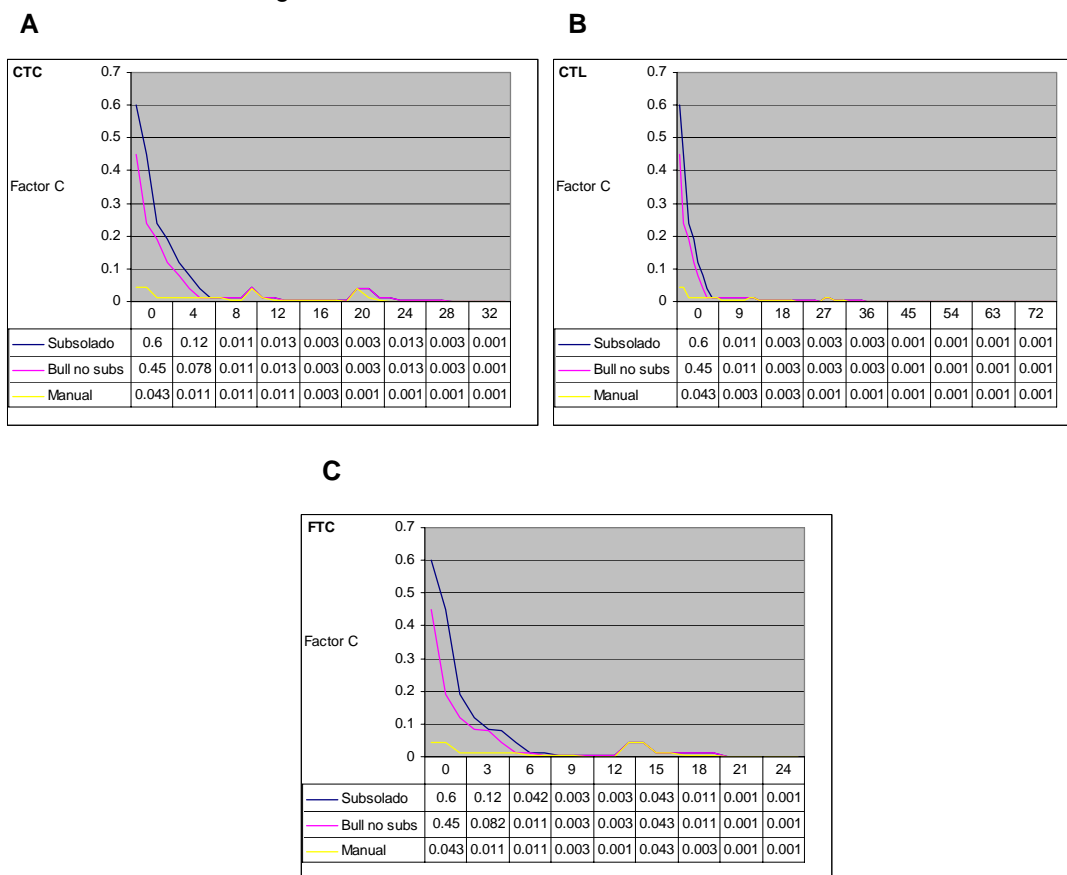 A
CTC
0.7
0.6
0.5
0.4
Factor C
0.3
0.2
0.1
0
0 4 8 12 16 20 24 28 32
Subsolado 0.6 0.12 0.011 0.013 0.003 0.003 0.013 0.003 0.001
Bull no subs 0.45 0.078 0.011 0.013 0.003 0.003 0.013 0.003 0.001
Manual 0.043 0.011 0.011 0.011 0.003 0.001 0.001 0.001 0.001
B
CTL
0.7
0.6
0.5
0.4
Factor C
0.3
0.2
0.1
0
0 9 18 27 36 45 54 63 72
Subsolado 0.6 0.011 0.003 0.003 0.003 0.001 0.001 0.001 0.001
Bull no subs 0.45 0.011 0.003 0.003 0.003 0.001 0.001 0.001 0.001
Manual 0.043 0.003 0.003 0.001 0.001 0.001 0.001 0.001 0.001
C
FTC
0.7
0.6
0.5
0.4
Factor C
0.3
0.2
0.1
0
0 3 6 9 12 15 18 21 24
Subsolado 0.6 0.12 0.042 0.003 0.003 0.043 0.011 0.001 0.001
Bull no subs 0.45 0.082 0.011 0.003 0.003 0.043 0.011 0.001 0.001
Manual 0.043 0.011 0.011 0.003 0.001 0.043 0.003 0.001 0.001